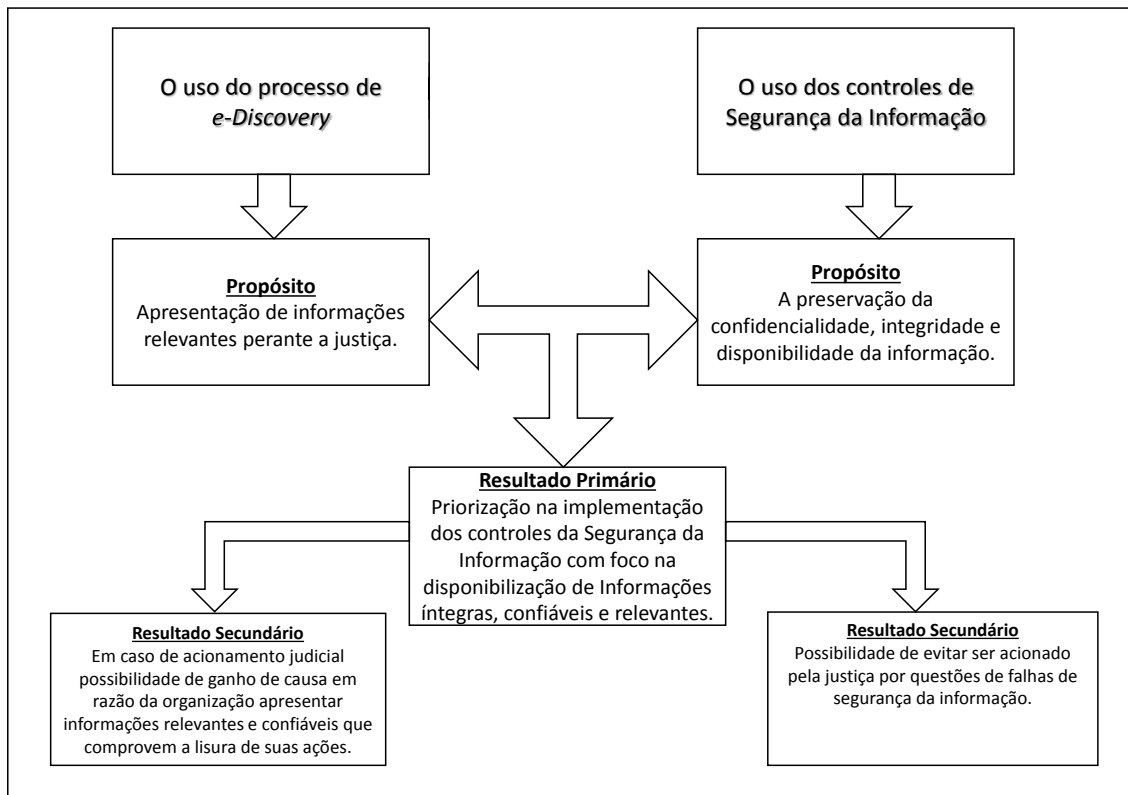 O uso do processo de
e-Discovery
O uso dos controles de
Segurança da Informação
Propósito
Apresentação de informações
relevantes perante a justiça.
Propósito
A preservação da
confidencialidade, integridade e
disponibilidade da informação.
Resultado Primário
Priorização na implementação
dos controles da Segurança da
Informação com foco na
disponibilização de Informações
íntegras, confiáveis e relevantes.
Resultado Secundário
Em caso de acionamento judicial
possibilidade de ganho de causa em
razão da organização apresentar
informações relevantes e confiáveis que
comprovem a lisura de suas ações.
Resultado Secundário
Possibilidade de evitar ser acionado
pela justiça por questões de falhas de
segurança da informação.